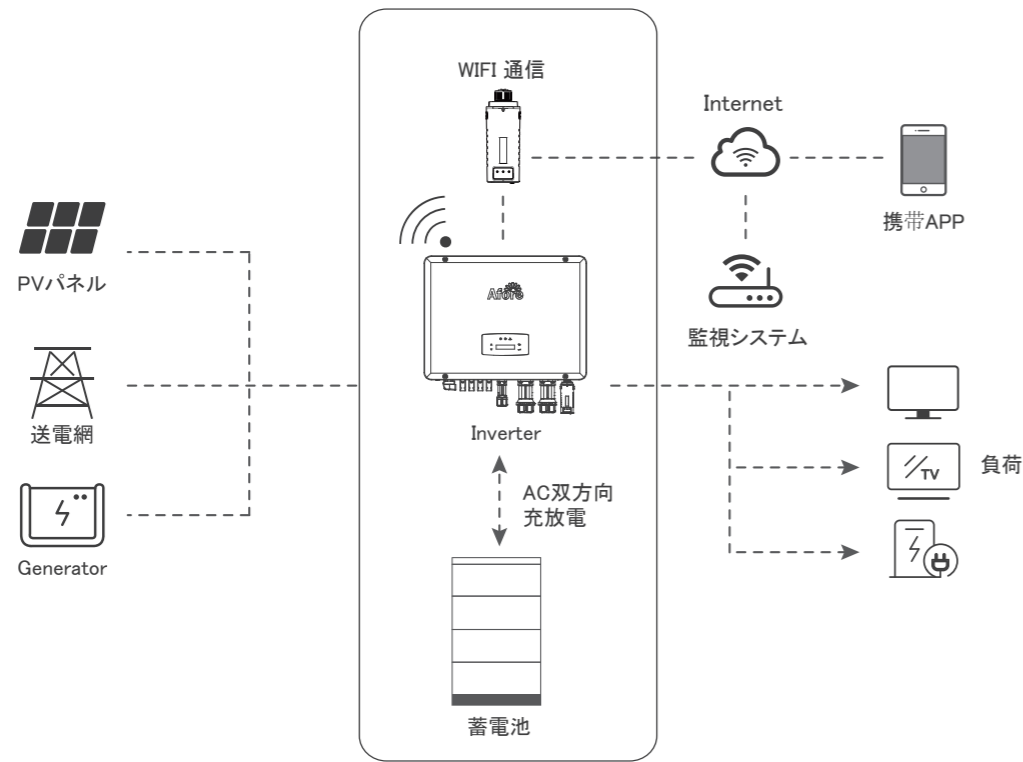 WIFI 通信
Internet
携带APP
PVパネル
Afore
監視システム
送電網
Inverter
TV
負荷
AC双方向
充放電
Generator
蓄電池